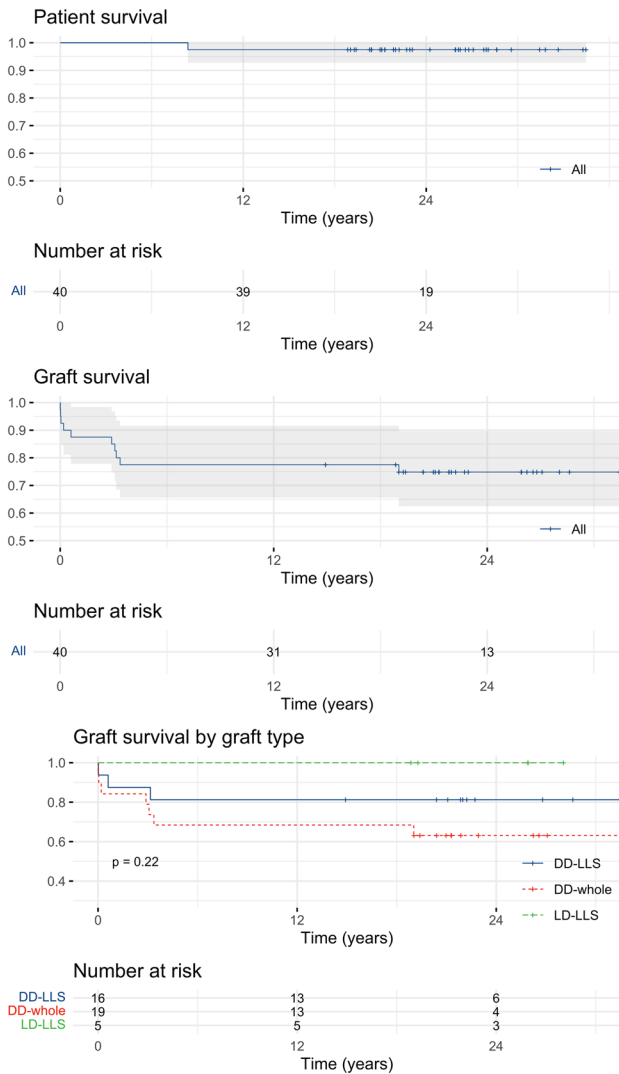 Patient survival
1.0
0.9
0.8
0.7
0.6
0.5
All
0 12 24
Time (years)
Number at risk
All 40 39 19
0 12 24
Time (years)
Graft survival
1.0
0.9
0.8
0.7
0.6
0.5
All
0 12 24
Time (years)
Number at risk
All 40 31 13
0 12 24
Time (years)
Graft survival by graft type
1.0
0.8
0.6
0.4
p = 0.22
DD-LLS
DD-whole
LD-LLS
0 12 24
Time (years)
Number at risk
DD-LLS 16 13 6
DD-whole 19 13 4
LD-LLS 5 5 3
0 12 24
Time (years)